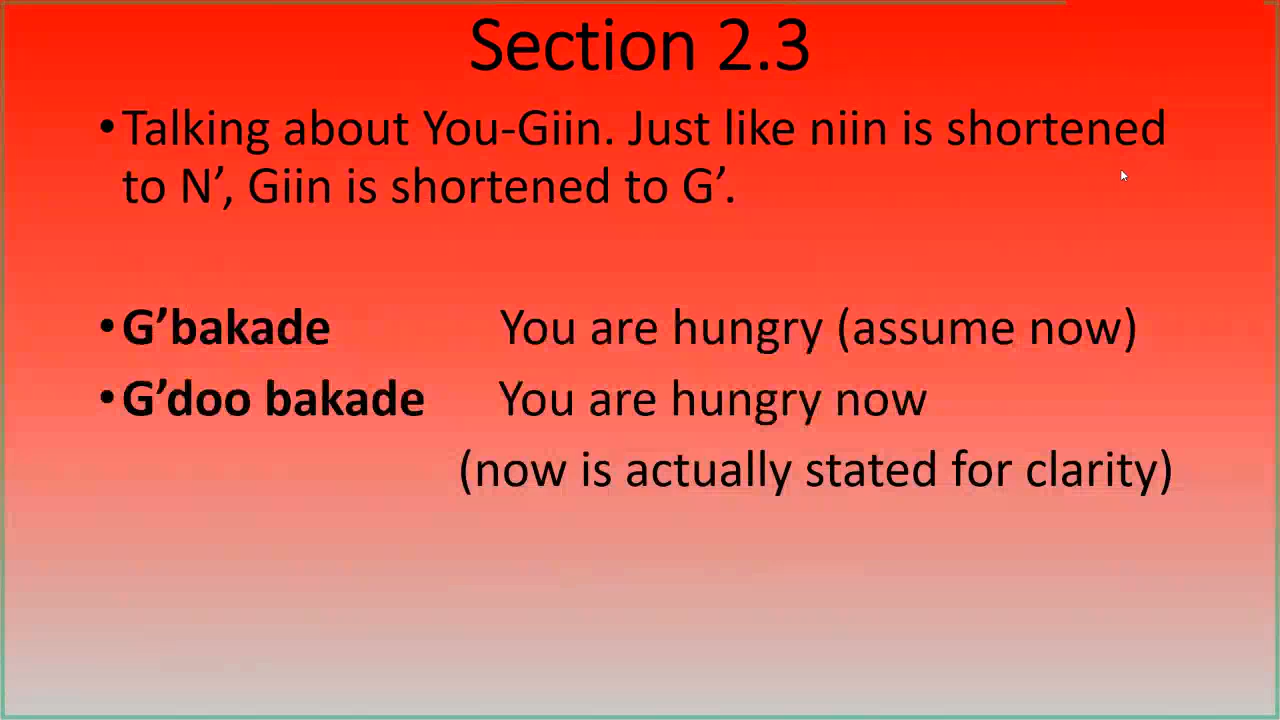 Section 2.3
•Talking about You-Giin. Just like niin is shortened
to N’, Giin is shortened to G’.
•G’bakade You are hungry (assume now)
•G’doo bakade You are hungry now
(now is actually stated for clarity)